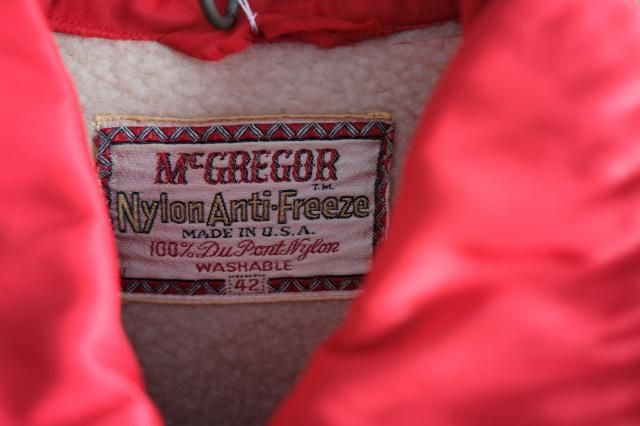 McGREGOR
T.M.
Nylon Anti-Freeze
MADE IN U.S.A.
100% Du Pont Nylon
WASHABLE
42